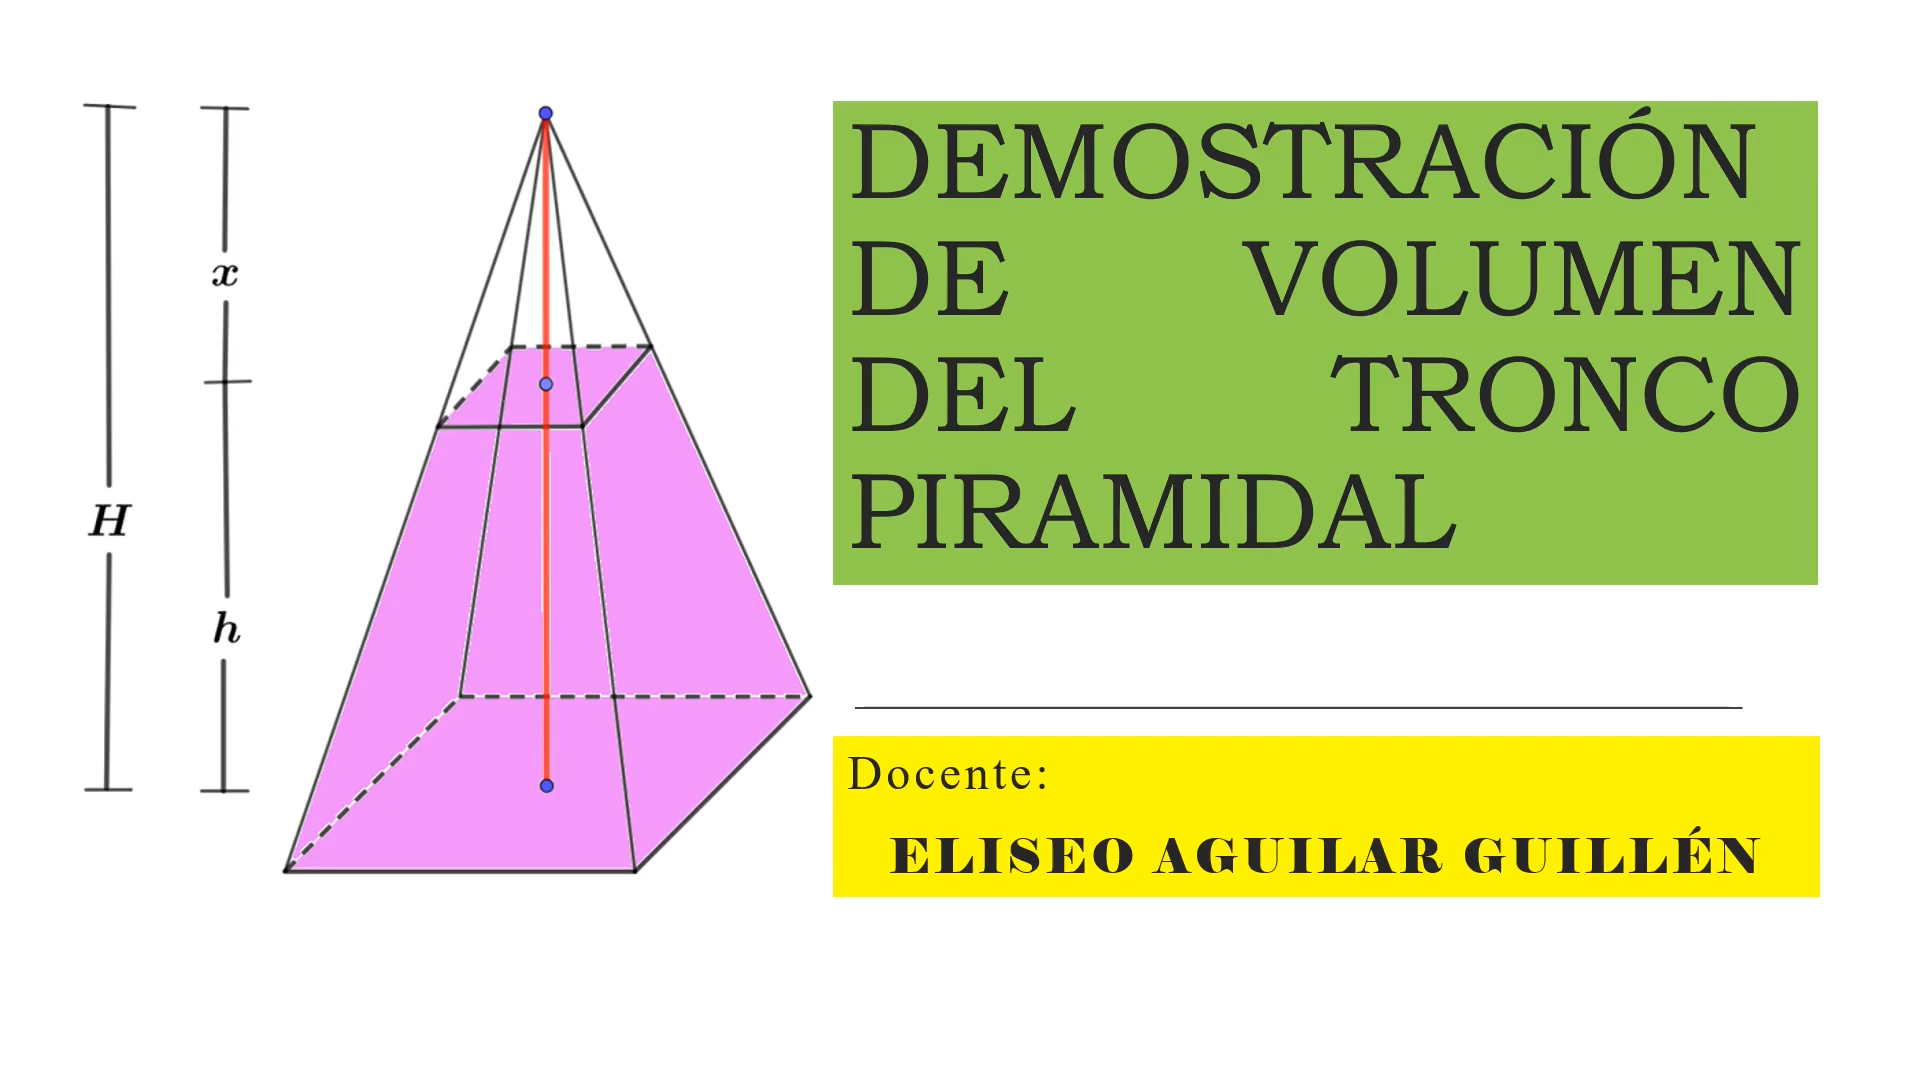 x
H
h
DEMOSTRACIÓN
DE VOLUMEN
DEL TRONCO
PIRAMIDAL
Docente:
ELISEO AGUILAR GUILLÉN